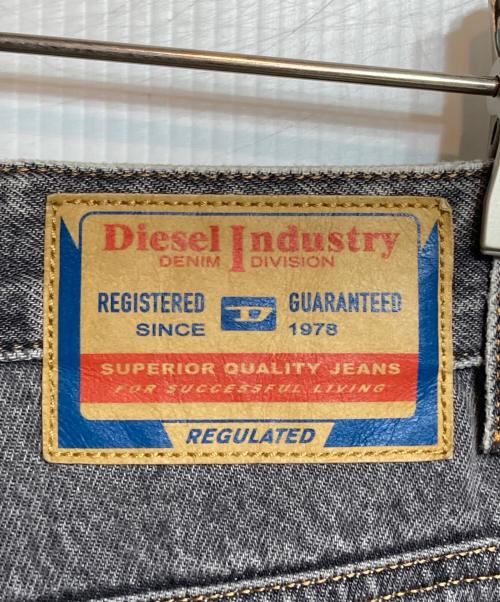 Diesel Industry
DENIM DIVISION
REGISTERED D GUARANTEED
SINCE 1978
SUPERIOR QUALITY JEANS
FOR SUCCESSFUL LIVING
REGULATED